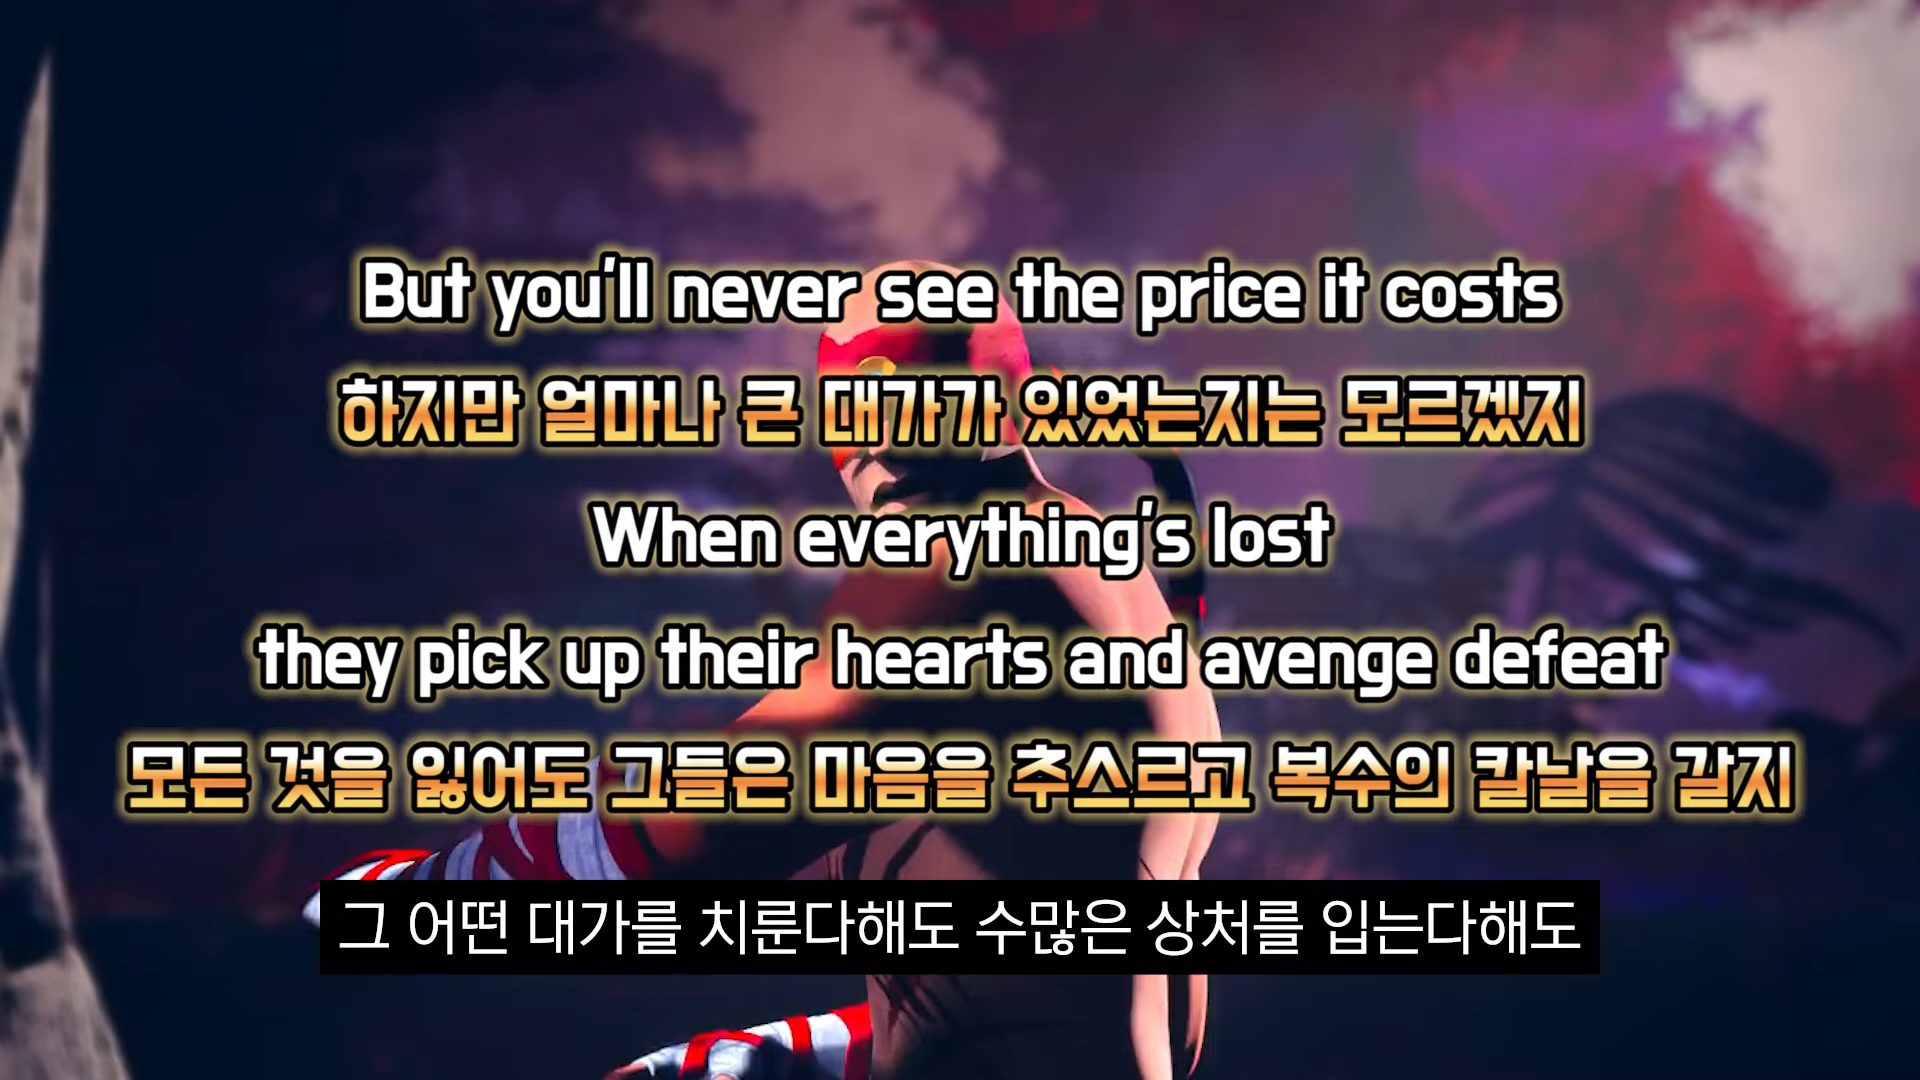 But you'll never see the price it costs
하지만 얼마나 큰 대가가 있었는지는 모르겠지
When everything's lost
they pick up their hearts and avenge defeat
모든 것을 잃어도 그들은 마음을 추스르고 복수의 칼날을 갈지
그 어떤 대가를 치룬다해도 수많은 상처를 입는다해도